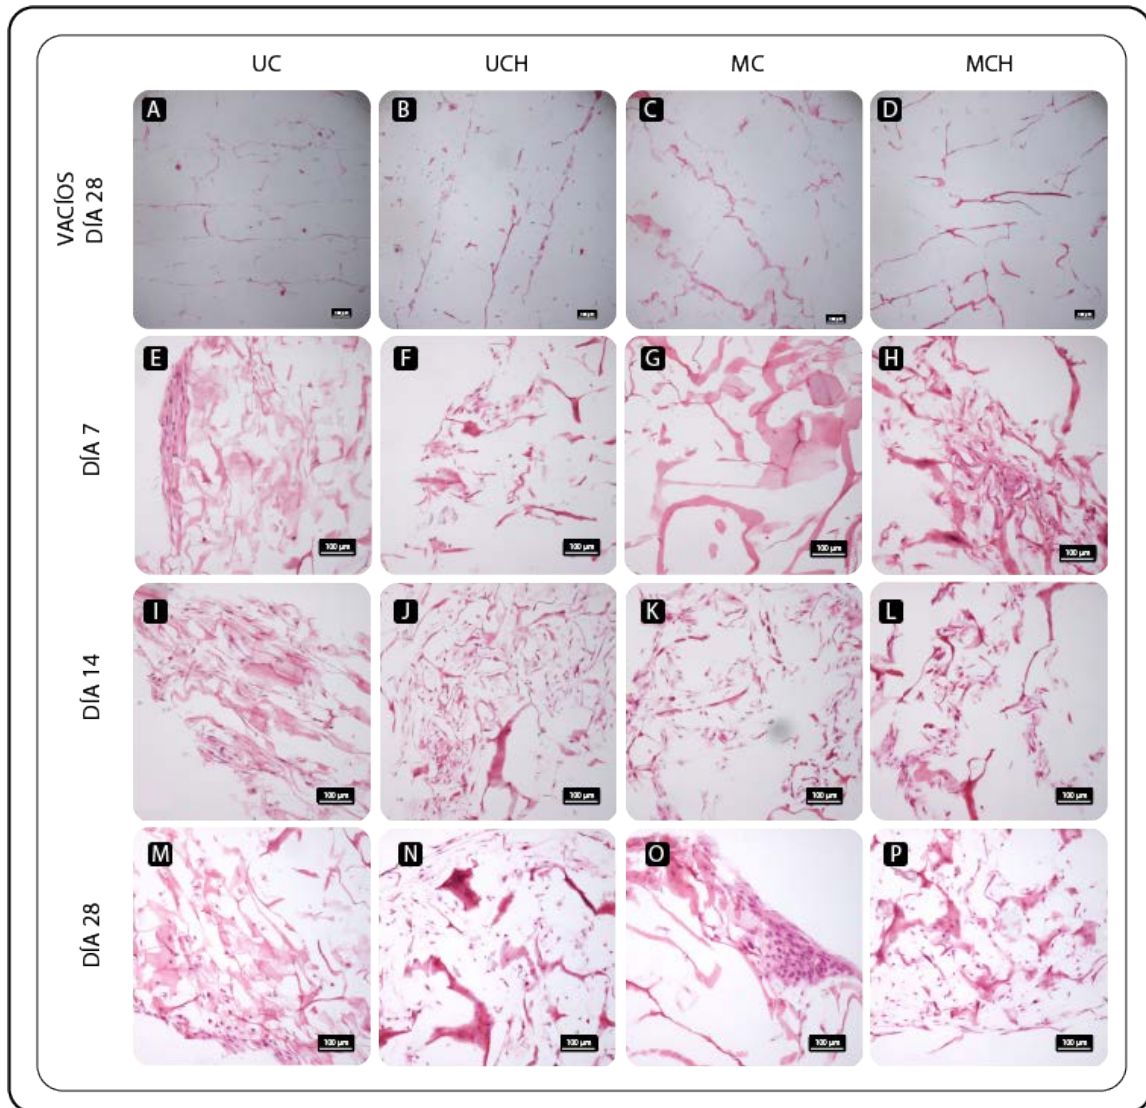 UC UCH MC MCH
VACÍOS
DÍA 28
A B C D
DÍA 7
E F G H
100 µm 100 µm 100 µm 100 µm
DÍA 14
I J K L
100 µm 100 µm 100 µm 100 µm
DÍA 28
M N O P
100 µm 100 µm 100 µm 100 µm